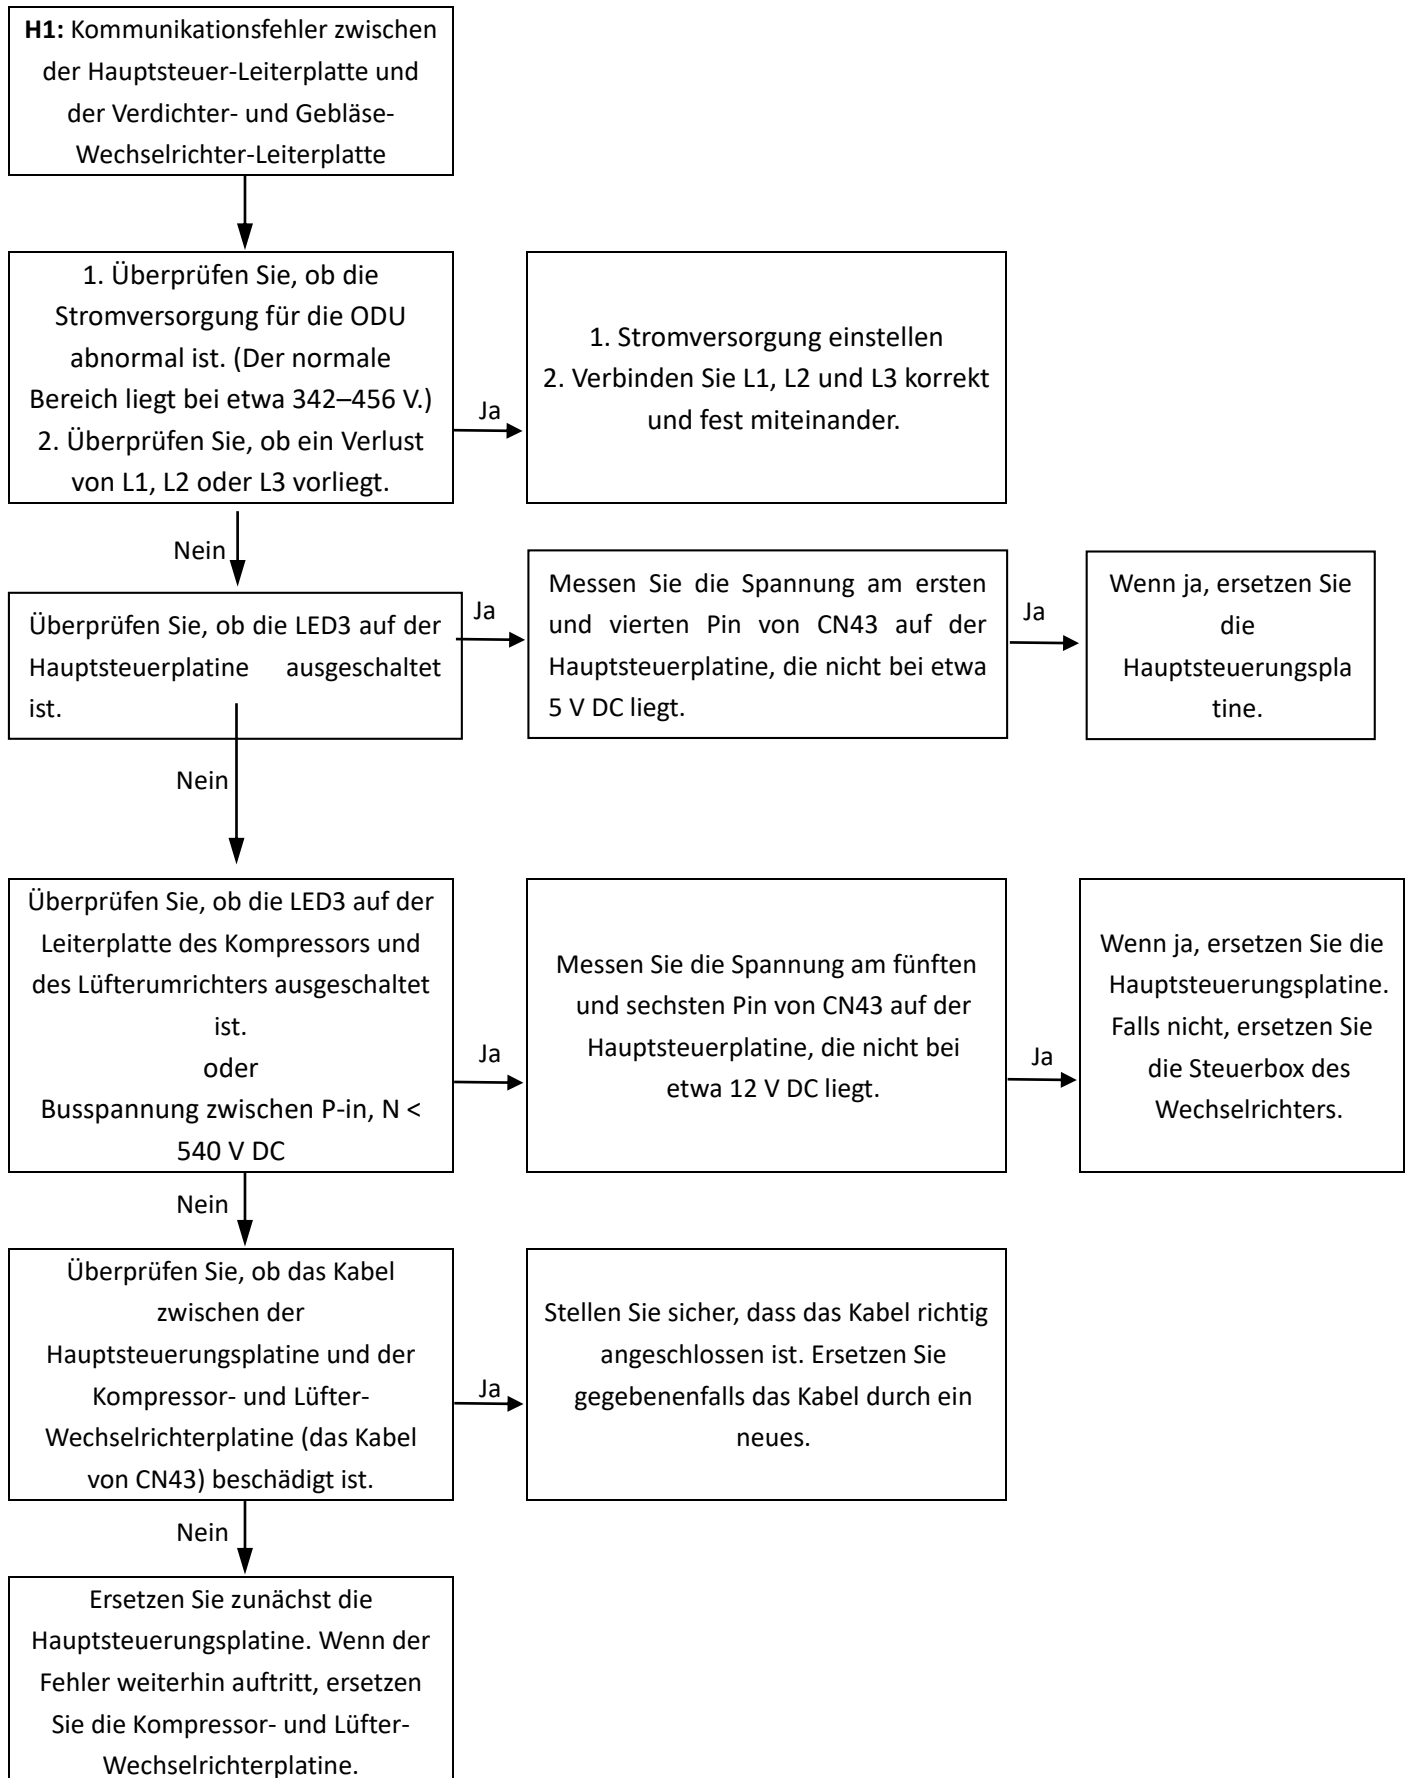 H1: Kommunikationsfehler zwischen
der Hauptsteuer-Leiterplatte und
der Verdichter- und Gebläse-
Wechselrichter-Leiterplatte
1. Überprüfen Sie, ob die
Stromversorgung für die ODU
abnormal ist. (Der normale
Bereich liegt bei etwa 342–456 V.)
2. Überprüfen Sie, ob ein Verlust
von L1, L2 oder L3 vorliegt.
Ja
1. Stromversorgung einstellen
2. Verbinden Sie L1, L2 und L3 korrekt
und fest miteinander.
Nein
Überprüfen Sie, ob die LED3 auf der
Hauptsteuerplatine ausgeschaltet
ist.
Ja
Messen Sie die Spannung am ersten
und vierten Pin von CN43 auf der
Hauptsteuerplatine, die nicht bei etwa
5 V DC liegt.
Ja
Wenn ja, ersetzen Sie
die
Hauptsteuerungspla
tine.
Nein
Überprüfen Sie, ob die LED3 auf der
Leiterplatte des Kompressors und
des Lüfterumrichters ausgeschaltet
ist.
oder
Busspannung zwischen P-in, N <
540 V DC
Ja
Messen Sie die Spannung am fünften
und sechsten Pin von CN43 auf der
Hauptsteuerplatine, die nicht bei
etwa 12 V DC liegt.
Ja
Wenn ja, ersetzen Sie die
Hauptsteuerungsplatine.
Falls nicht, ersetzen Sie
die Steuerbox des
Wechselrichters.
Nein
Überprüfen Sie, ob das Kabel
zwischen der
Hauptsteuerungsplatine und der
Kompressor- und Lüfter-
Wechselrichterplatine (das Kabel
von CN43) beschädigt ist.
Ja
Stellen Sie sicher, dass das Kabel richtig
angeschlossen ist. Ersetzen Sie
gegebenenfalls das Kabel durch ein
neues.
Nein
Ersetzen Sie zunächst die
Hauptsteuerungsplatine. Wenn der
Fehler weiterhin auftritt, ersetzen
Sie die Kompressor- und Lüfter-
Wechselrichterplatine.